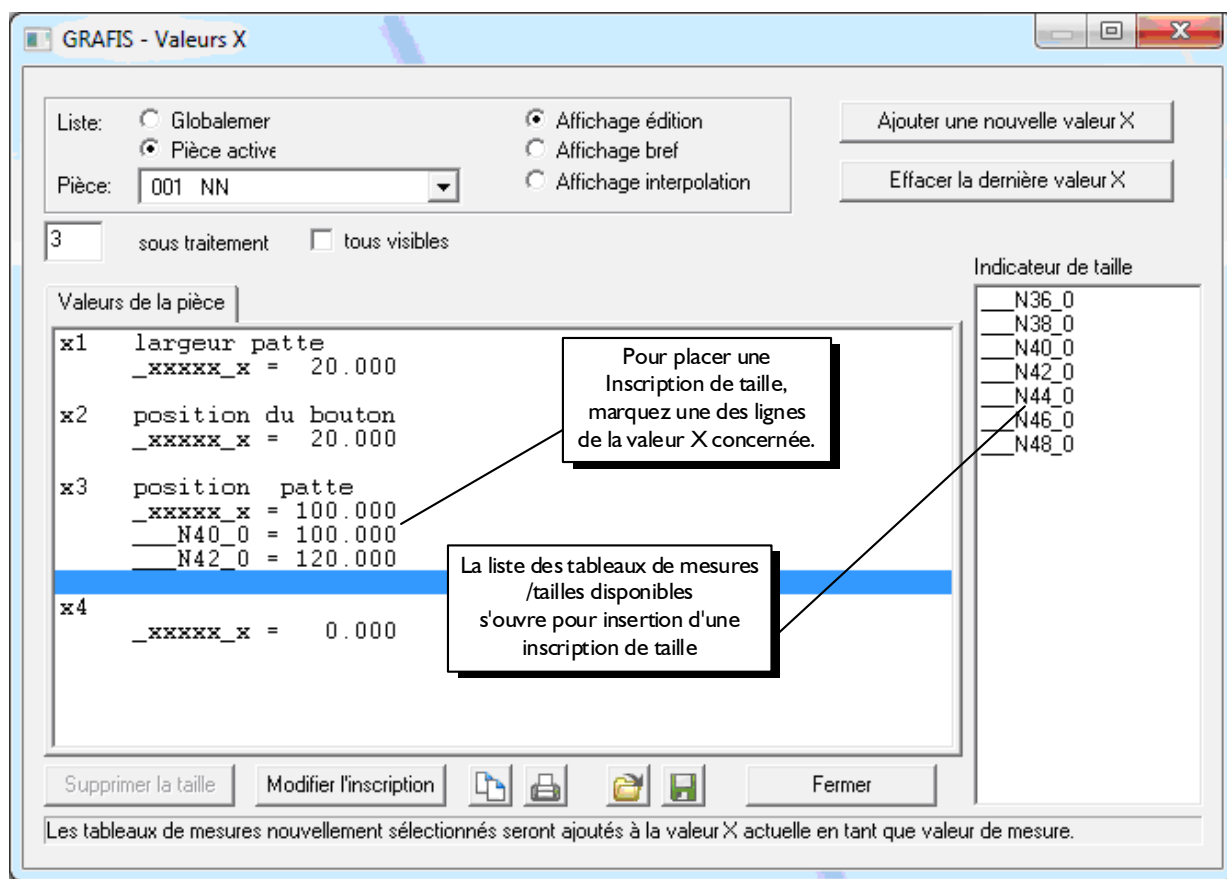 GRAFIS - Valeurs X
Liste:
Globalemer
Pièce active
Pièce:
001 NN
Affichage édition
Affichage bref
Affichage interpolation
Ajouter une nouvelle valeur X
Effacer la dernière valeur X
3
sous traitement
tous visibles
Indicateur de taille
___N36_0
___N38_0
___N40_0
___N42_0
___N44_0
___N46_0
___N48_0
Valeurs de la pièce
x1 largeur patte
_xxxxx_x = 20.000
x2 position du bouton
_xxxxx_x = 20.000
x3 position patte
_xxxxx_x = 100.000
___N40_0 = 100.000
___N42_0 = 120.000
x4
_xxxxx_x = 0.000
Pour placer une
Inscription de taille,
marquez une des lignes
de la valeur X concernée.
La liste des tableaux de mesures
/tailles disponibles
s'ouvre pour insertion d'une
inscription de taille
Supprimer la taille
Modifier l'inscription
Fermer
Les tableaux de mesures nouvellement sélectionnés seront ajoutés à la valeur X actuelle en tant que valeur de mesure.